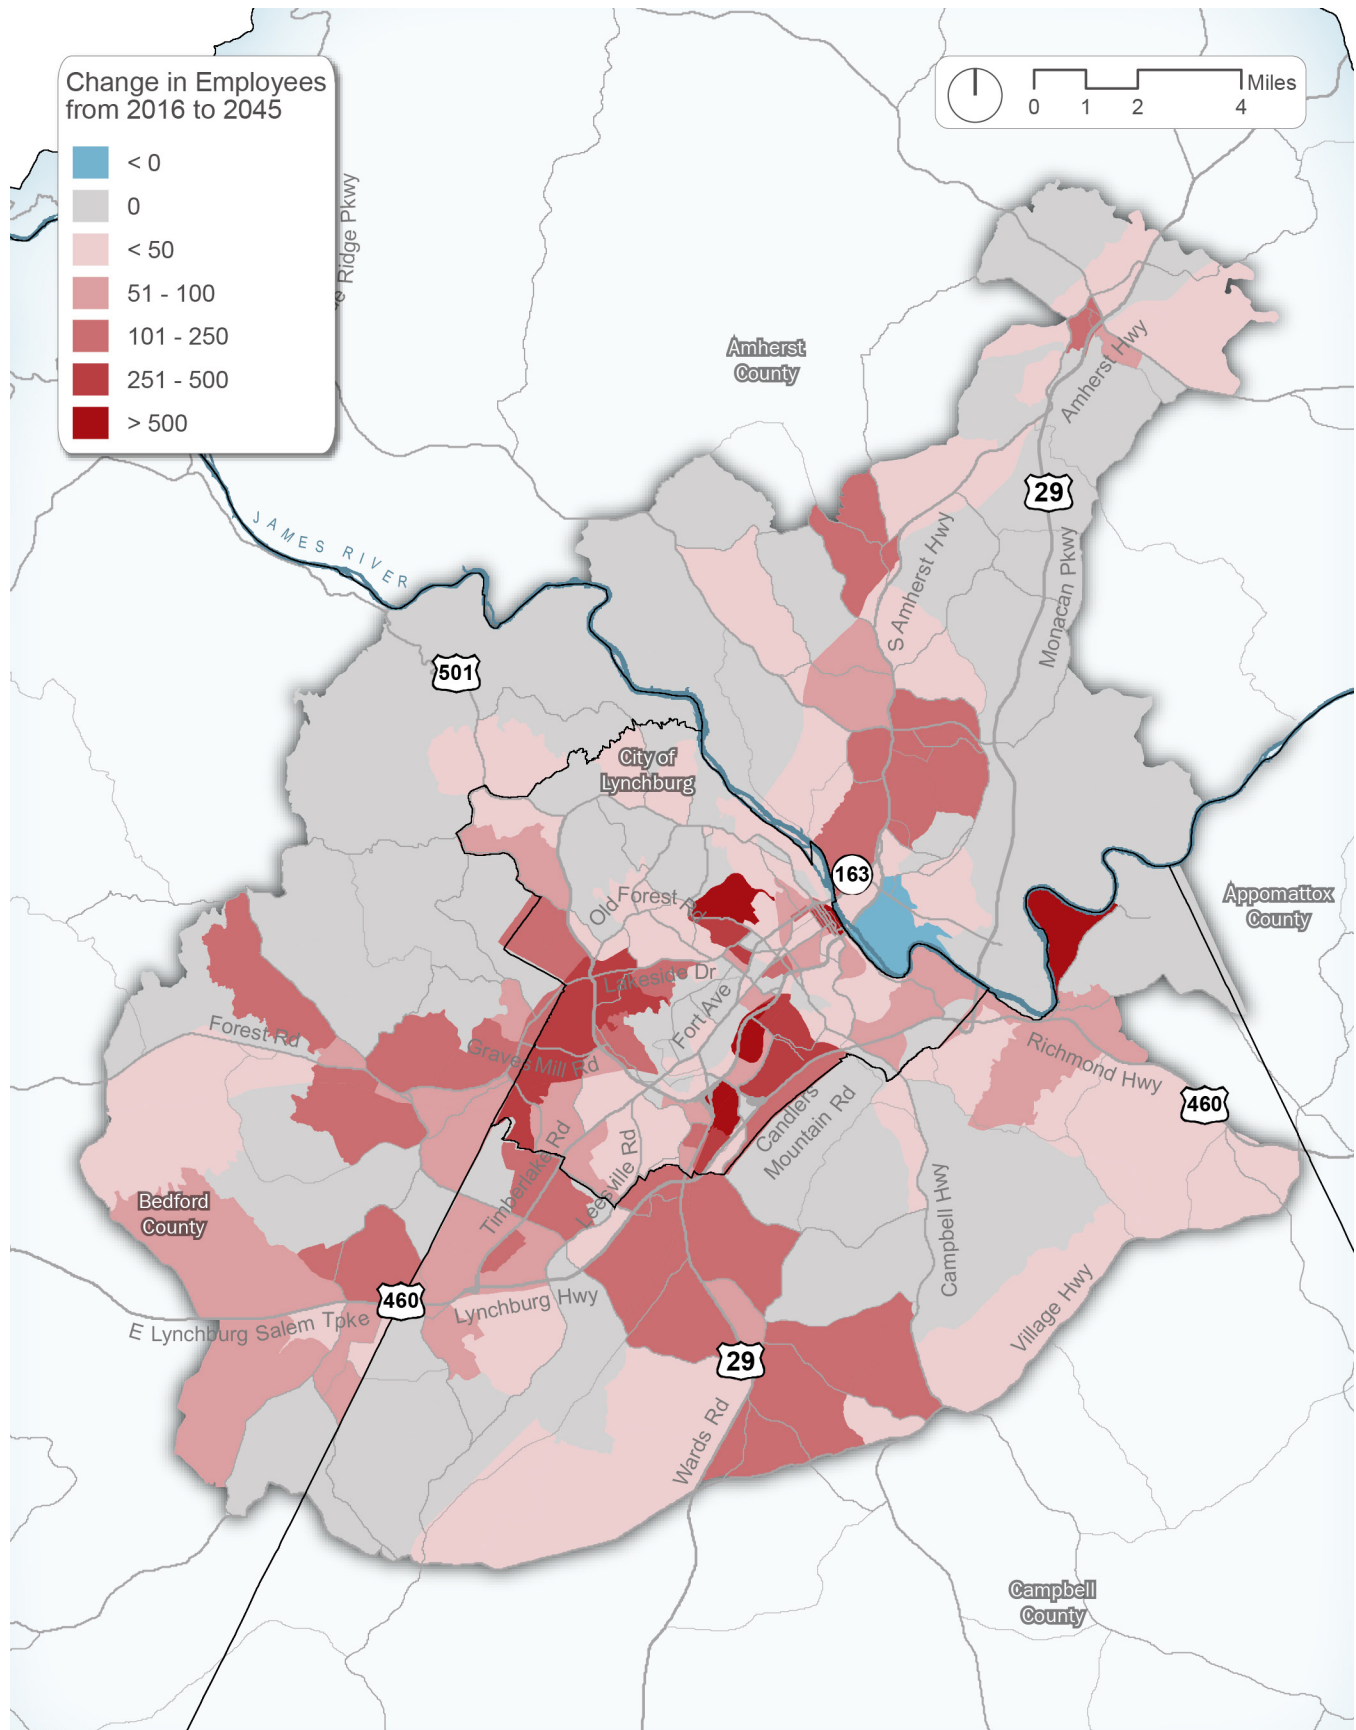 Change in Employees
from 2016 to 2045
< 0
0
< 50
51 - 100
101 - 250
251 - 500
> 500
Miles
0 1 2 4
Ridge Pkwy
Amherst
County
Amherst Hwy
29
JAMES RIVER
S Amherst Hwy
Monacan Pkwy
501
City of
Lynchburg
163
Appomattox
County
Old Forest Rd
Lakeside Dr
Fort Ave
Forest Rd
Graves Mill Rd
Richmond Hwy
460
Candlers
Mountain Rd
Timberlake Rd
Leesville Rd
Campbell Hwy
Bedford
County
460
Lynchburg Hwy
E Lynchburg Salem Tpke
Village Hwy
29
Wards Rd
Campbell
County